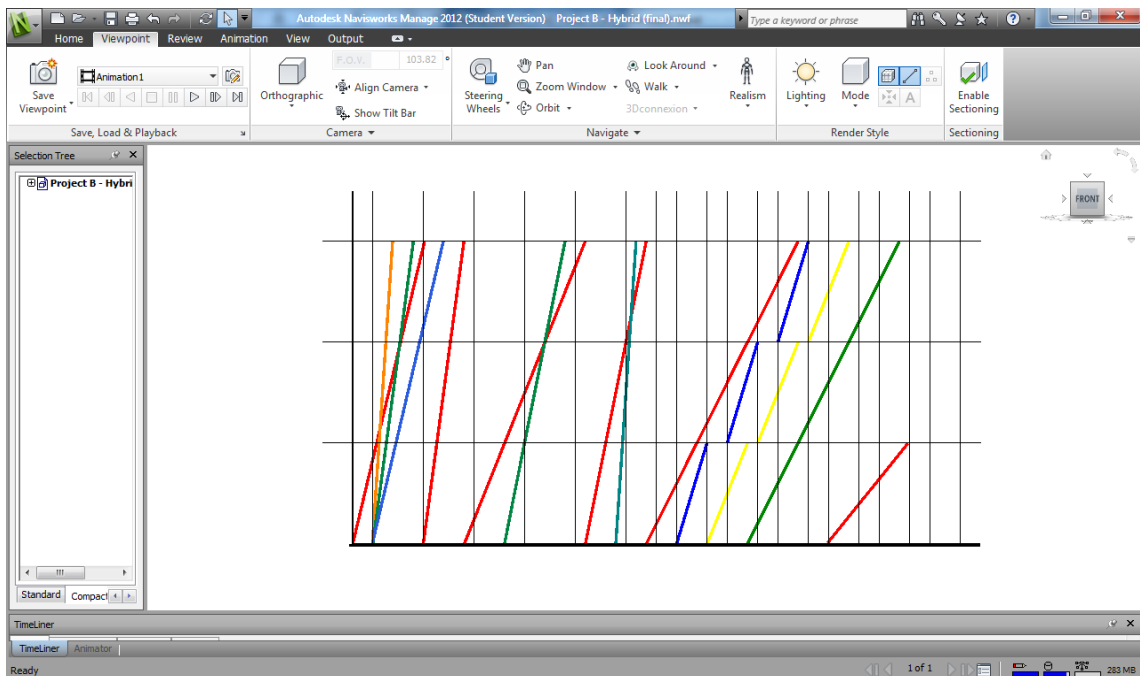 Autodesk Navisworks Manage 2012 (Student Version) Project B - Hybrid (final).nwf
Type a keyword or phrase
Home Viewpoint Review Animation View Output
Save Viewpoint
Animation1
Save, Load & Playback
Orthographic
F.O.V. 103.82 °
Align Camera
Show Tilt Bar
Camera
Steering Wheels
Pan
Zoom Window
Orbit
Look Around
Walk
3Dconnexion
Realism
Navigate
Lighting
Mode
A
Render Style
Enable Sectioning
Sectioning
Selection Tree
Project B - Hybri
FRONT
Standard Compact
TimeLiner
TimeLiner Animator
Ready
1 of 1
283 MB